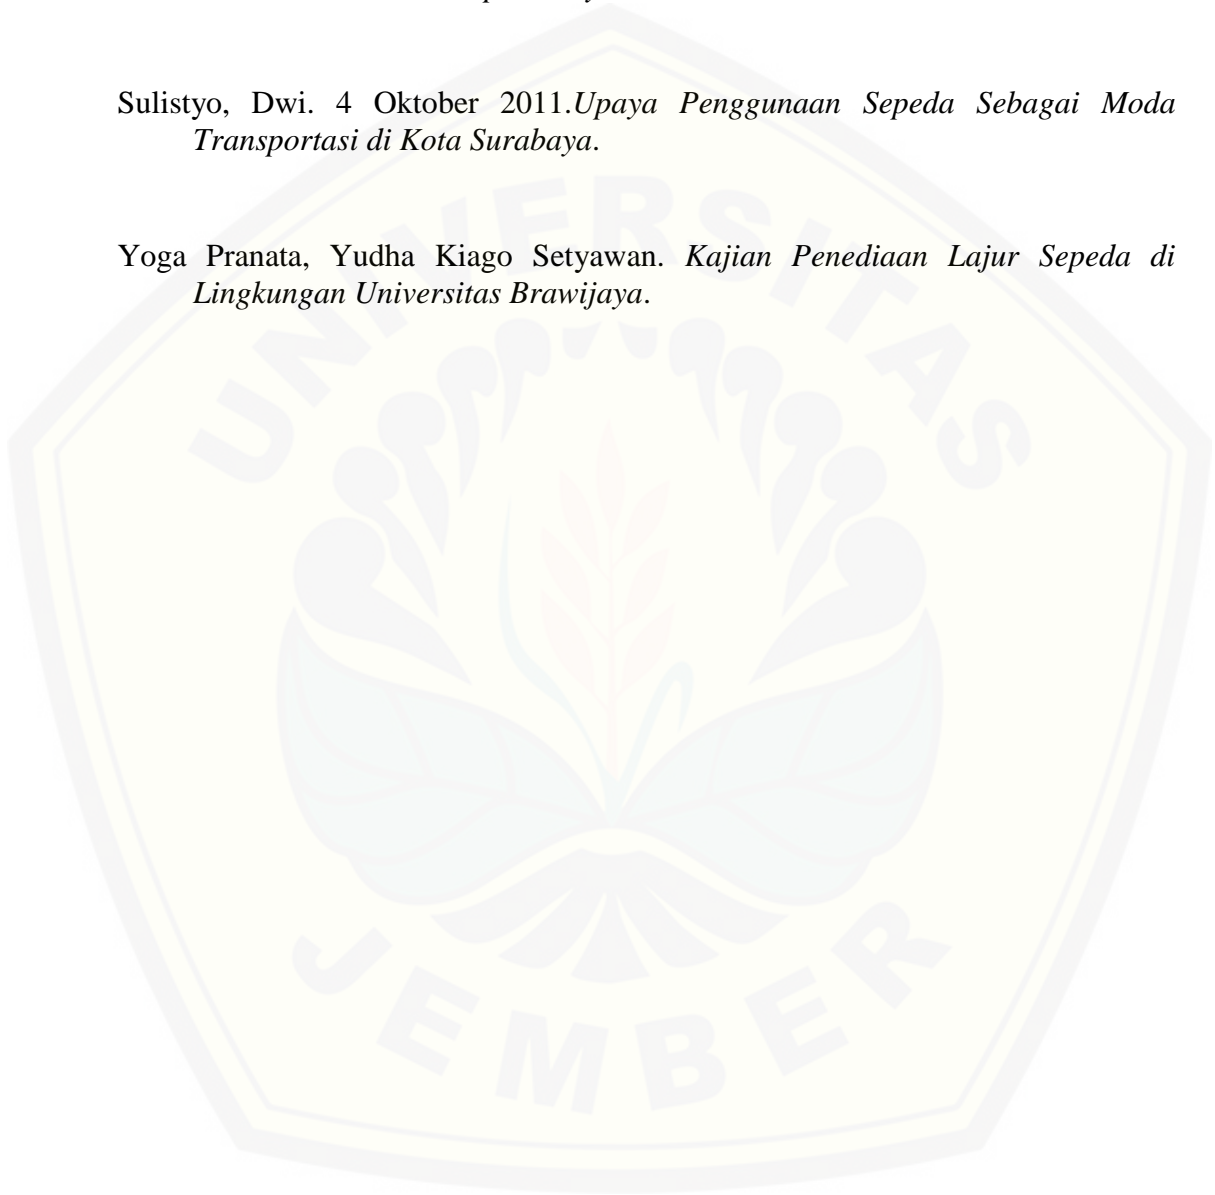 Sulistyo, Dwi. 4 Oktober 2011.Upaya Penggunaan Sepeda Sebagai Moda
Transportasi di Kota Surabaya.
Yoga Pranata, Yudha Kiago Setyawan. Kajian Penediaan Lajur Sepeda di
Lingkungan Universitas Brawijaya.
UNIVERSITAS
JEMBER